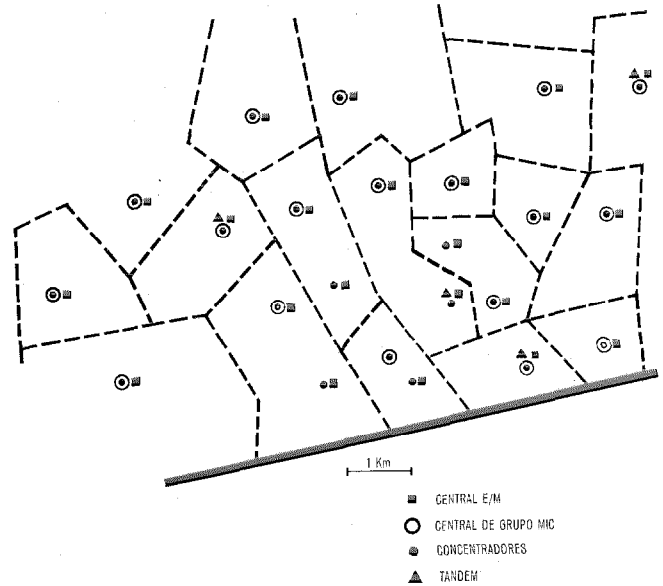 1 Km
CENTRAL E/M
CENTRAL DE GRUPO MIC
CONCENTRADORES
TANDEM